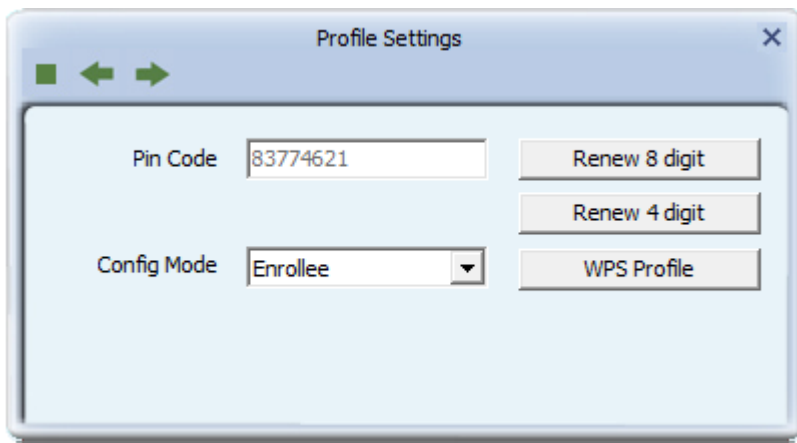 Profile Settings
Pin Code 83774621 Renew 8 digit
Renew 4 digit
Config Mode Enrollee WPS Profile